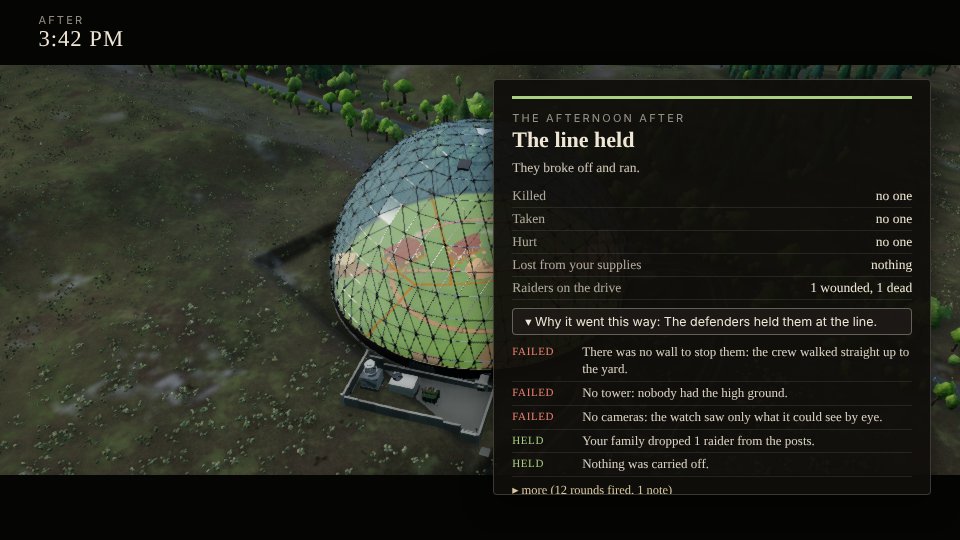 AFTER
3:42 PM
THE AFTERNOON AFTER
The line held
They broke off and ran.
Killed no one
Taken no one
Hurt no one
Lost from your supplies nothing
Raiders on the drive 1 wounded, 1 dead
▾ Why it went this way: The defenders held them at the line.
FAILED There was no wall to stop them: the crew walked straight up to
the yard.
FAILED No tower: nobody had the high ground.
FAILED No cameras: the watch saw only what it could see by eye.
HELD Your family dropped 1 raider from the posts.
HELD Nothing was carried off.
▸ more (12 rounds fired, 1 note)